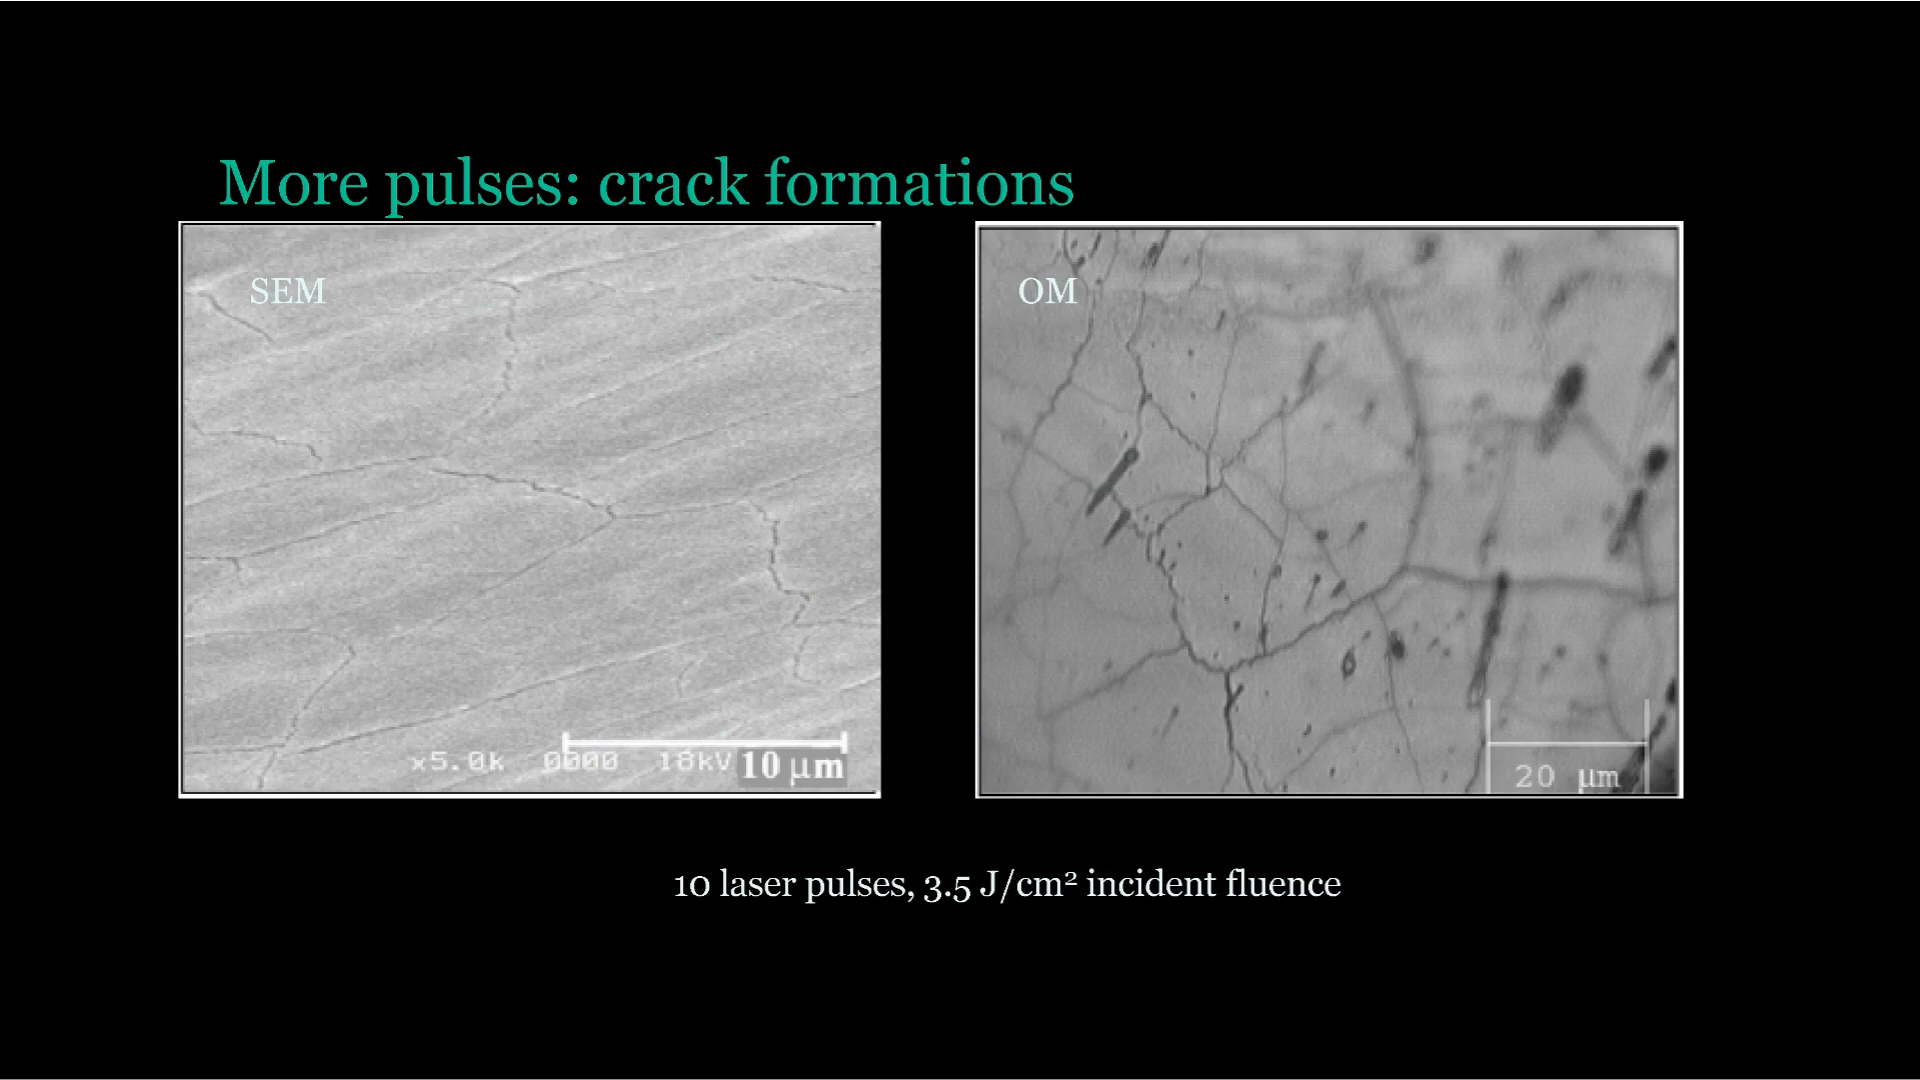 More pulses: crack formations
SEM
OM
x5.0k 0000 18kV 10 μm
20 μm
10 laser pulses, 3.5 J/cm² incident fluence